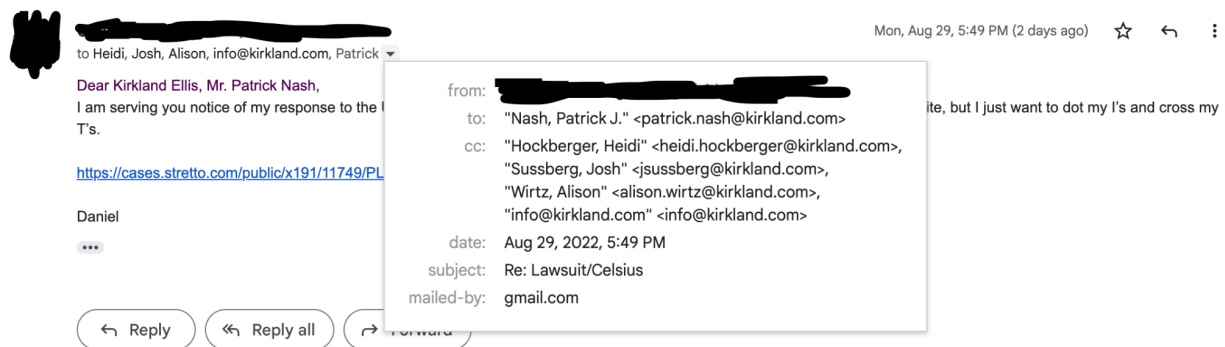 Mon, Aug 29, 5:49 PM (2 days ago)
to Heidi, Josh, Alison, info@kirkland.com, Patrick
Dear Kirkland Ellis, Mr. Patrick Nash,
I am serving you notice of my response to the ite, but I just want to dot my I's and cross my
T's.
https://cases.stretto.com/public/x191/11749/PL
Daniel
from:
to: "Nash, Patrick J." <patrick.nash@kirkland.com>
cc: "Hockberger, Heidi" <heidi.hockberger@kirkland.com>,
"Sussberg, Josh" <jsussberg@kirkland.com>,
"Wirtz, Alison" <alison.wirtz@kirkland.com>,
"info@kirkland.com" <info@kirkland.com>
date: Aug 29, 2022, 5:49 PM
subject: Re: Lawsuit/Celsius
mailed-by: gmail.com
Reply Reply all Forward